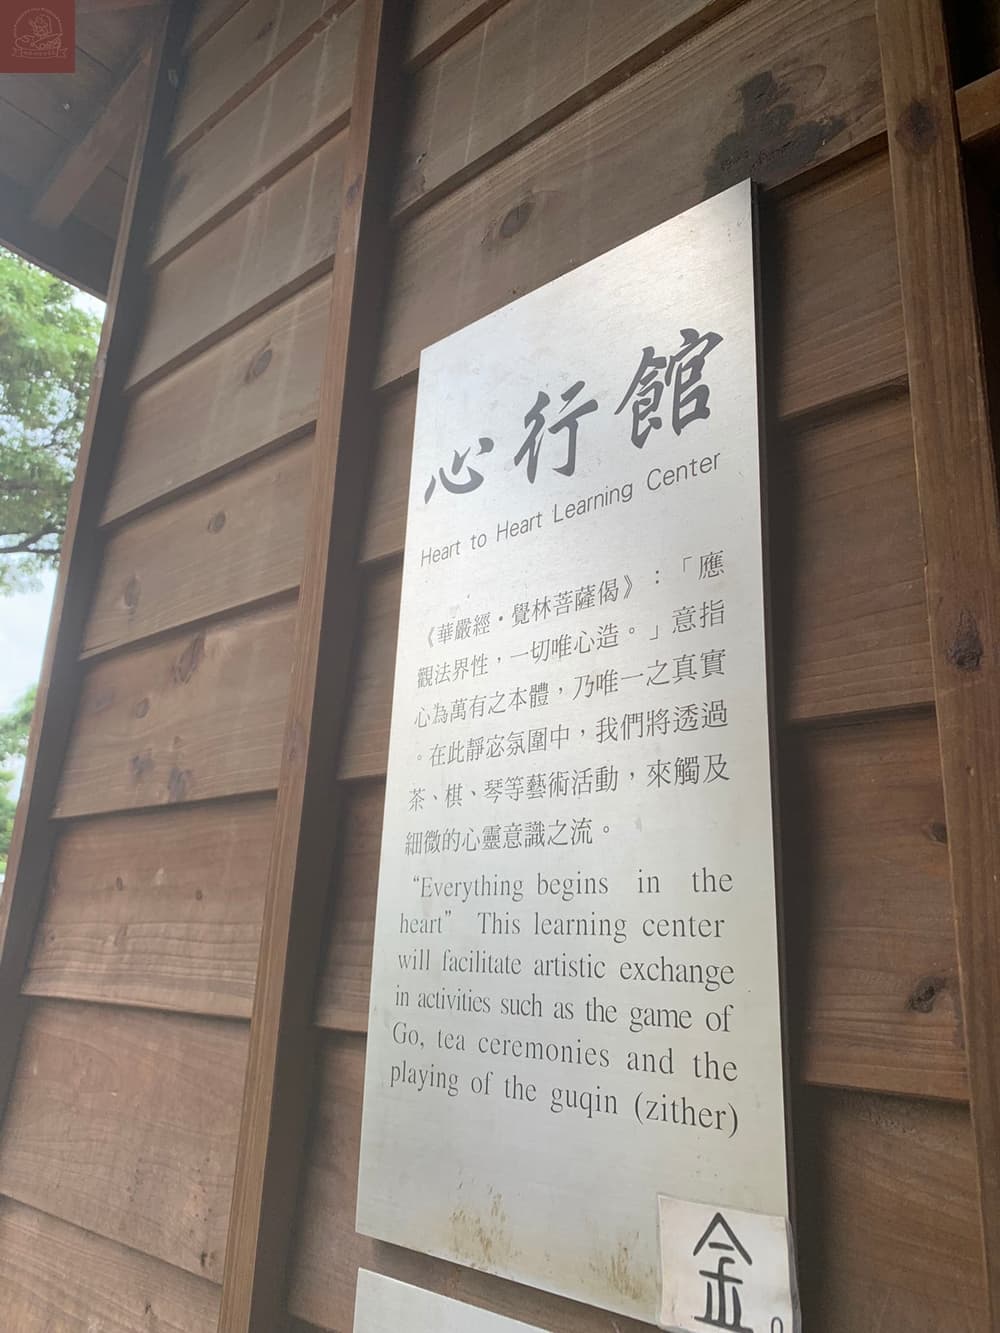 心行館
Heart to Heart Learning Center
《華嚴經•覺林菩薩偈》:「應
觀法界性,一切唯心造。」意指
心為萬有之本體,乃唯一之真實
。在此靜宓氛圍中,我們將透過
茶、棋、琴等藝術活動,來觸及
細微的心靈意識之流。
“Everything begins in the
heart” This learning center
will facilitate artistic exchange
in activities such as the game of
Go, tea ceremonies and the
playing of the guqin (zither)
金